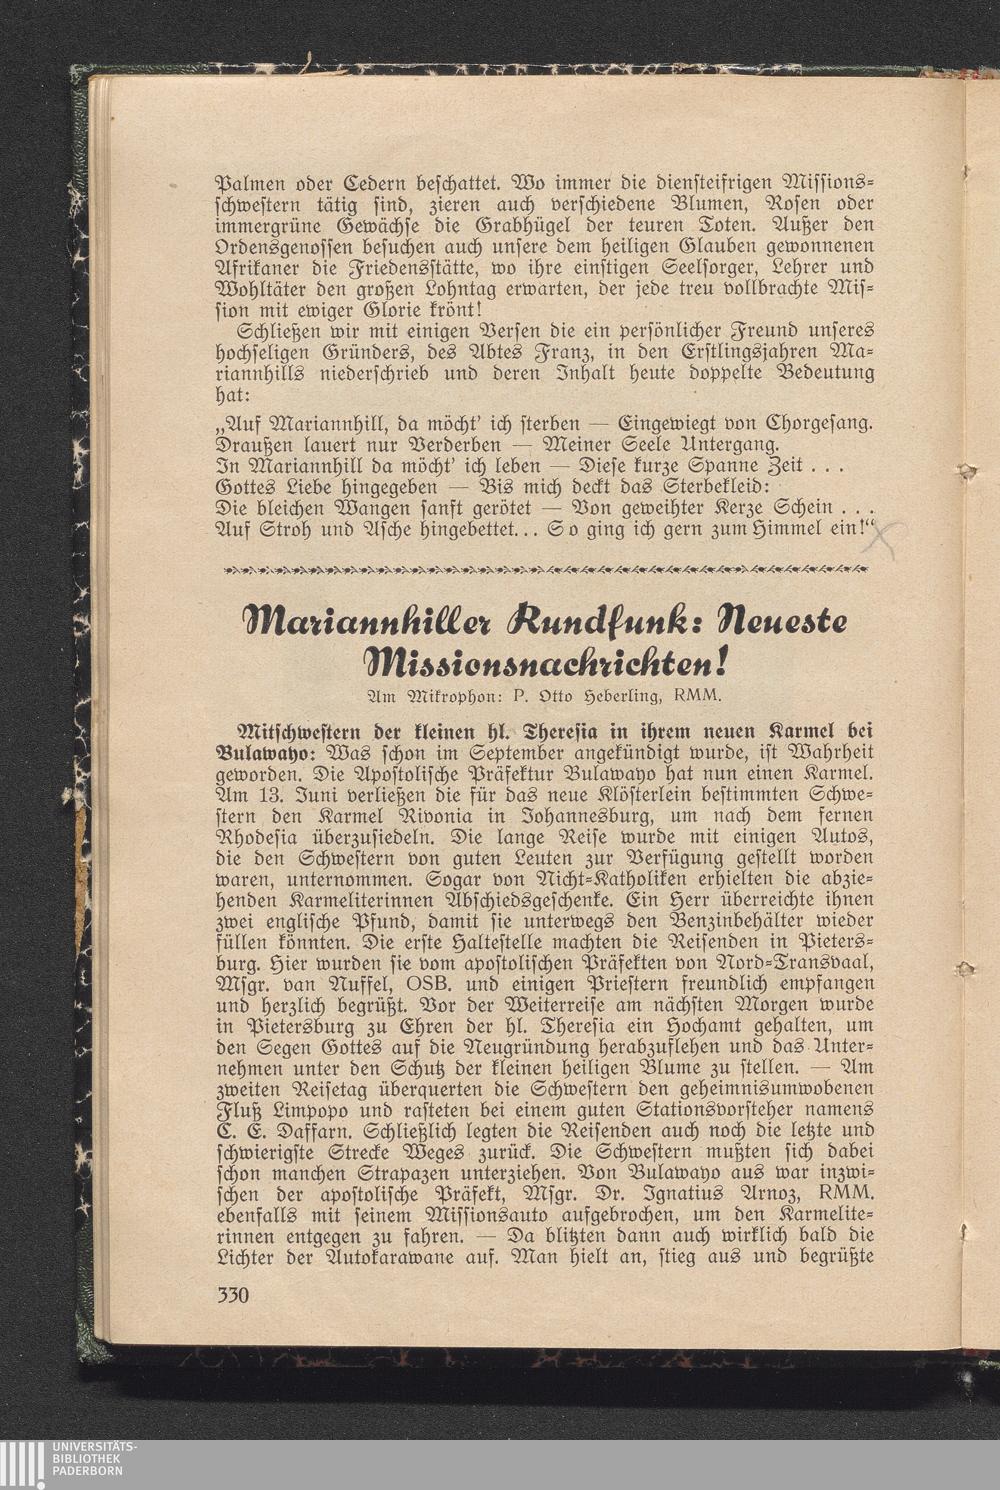 Palmen oder Cedern beschattet. Wo immer die diensteifrigen Missions-
schwestern tätig sind, zieren auch verschiedene Blumen, Rosen oder
immergrüne Gewächse die Grabhügel der teuren Toten. Außer den
Ordensgenossen besuchen auch unsere dem heiligen Glauben gewonnenen
Afrikaner die Friedensstätte, wo ihre einstigen Seelsorger, Lehrer und
Wohltäter den großen Lohntag erwarten, der jede treu vollbrachte Mis-
sion mit ewiger Glorie krönt!
Schließen wir mit einigen Versen die ein persönlicher Freund unseres
hochseligen Gründers, des Abtes Franz, in den Erstlingsjahren Ma-
riannhills niederschrieb und deren Inhalt heute doppelte Bedeutung
hat:
„Auf Mariannhill, da möcht' ich sterben — Eingewiegt von Chorgesang.
Draußen lauert nur Verderben — Meiner Seele Untergang.
In Mariannhill da möcht' ich leben — Diese kurze Spanne Zeit . . .
Gottes Liebe hingegeben — Bis mich deckt das Sterbekleid:
Die bleichen Wangen sanft gerötet — Von geweihter Kerze Schein . . .
Auf Stroh und Asche hingebettet... So ging ich gern zum Himmel ein!“
Mariannhiller Rundfunk: Neueste
Missionsnachrichten!
Am Mikrophon: P. Otto Heberling, RMM.
Mitschwestern der kleinen hl. Theresia in ihrem neuen Karmel bei
Bulawayo: Was schon im September angekündigt wurde, ist Wahrheit
geworden. Die Apostolische Präfektur Bulawayo hat nun einen Karmel.
Am 13. Juni verließen die für das neue Klösterlein bestimmten Schwe-
stern den Karmel Rivonia in Johannesburg, um nach dem fernen
Rhodesia überzusiedeln. Die lange Reise wurde mit einigen Autos,
die den Schwestern von guten Leuten zur Verfügung gestellt worden
waren, unternommen. Sogar von Nicht-Katholiken erhielten die abzie-
henden Karmeliterinnen Abschiedsgeschenke. Ein Herr überreichte ihnen
zwei englische Pfund, damit sie unterwegs den Benzinbehälter wieder
füllen könnten. Die erste Haltestelle machten die Reisenden in Pieters-
burg. Hier wurden sie vom apostolischen Präfekten von Nord-Transvaal,
Msgr. van Nuffel, OSB. und einigen Priestern freundlich empfangen
und herzlich begrüßt. Vor der Weiterreise am nächsten Morgen wurde
in Pietersburg zu Ehren der hl. Theresia ein Hochamt gehalten, um
den Segen Gottes auf die Neugründung herabzuflehen und das Unter-
nehmen unter den Schutz der kleinen heiligen Blume zu stellen. — Am
zweiten Reisetag überquerten die Schwestern den geheimnisumwobenen
Fluß Limpopo und rasteten bei einem guten Stationsvorsteher namens
C. E. Daffarn. Schließlich legten die Reisenden auch noch die letzte und
schwierigste Strecke Weges zurück. Die Schwestern mußten sich dabei
schon manchen Strapazen unterziehen. Von Bulawayo aus war inzwi-
schen der apostolische Präfekt, Msgr. Dr. Ignatius Arnoz, RMM.
ebenfalls mit seinem Missionsauto aufgebrochen, um den Karmelite-
rinnen entgegen zu fahren. — Da blitzten dann auch wirklich bald die
Lichter der Autokarawane auf. Man hielt an, stieg aus und begrüßte
330
UNIVERSITÄTS-
BIBLIOTHEK
PADERBORN